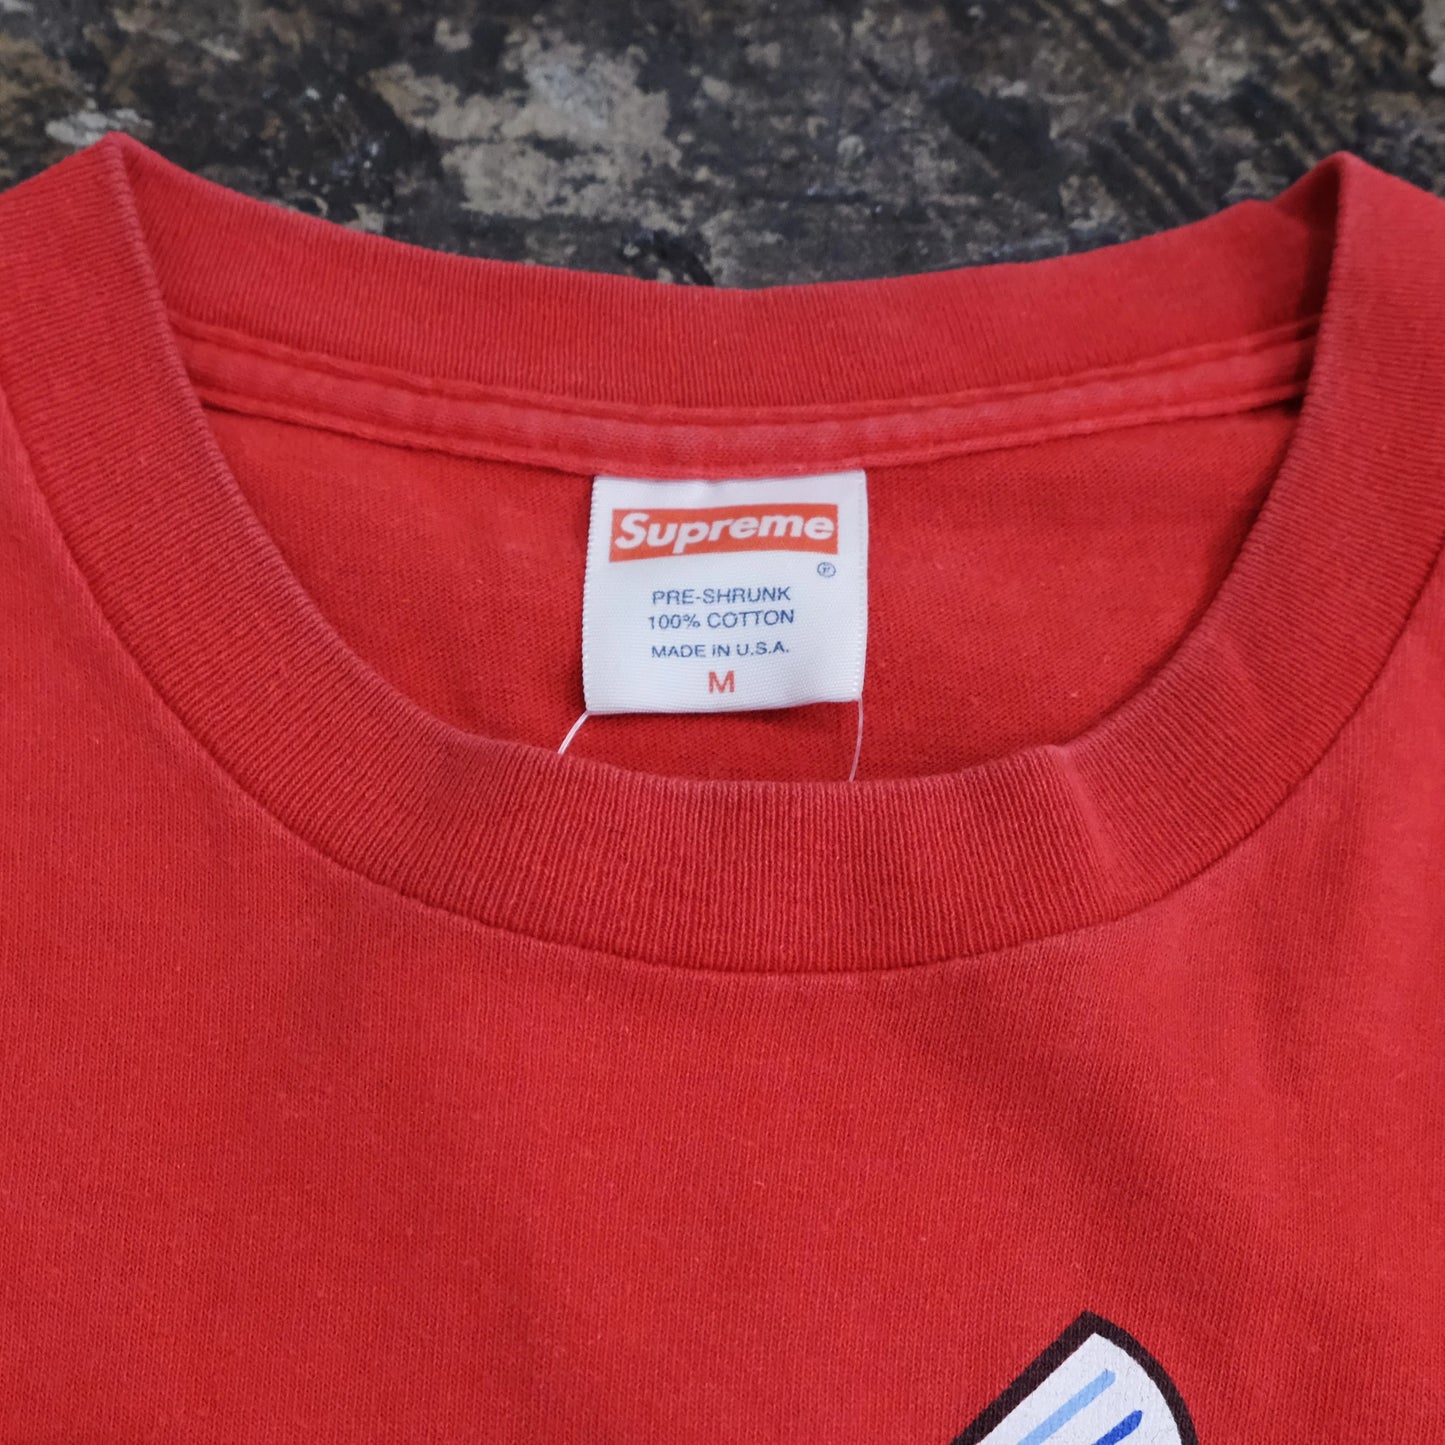 Supreme
®
PRE-SHRUNK
100% COTTON
MADE IN U.S.A.
M